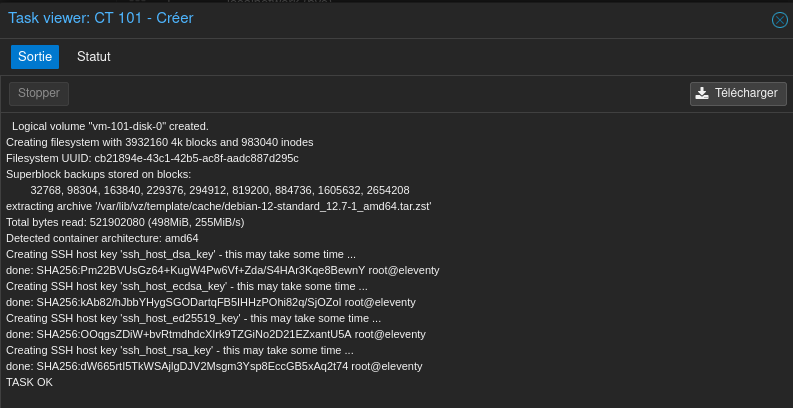 Task viewer: CT 101 - Créer
Sortie
Statut
Stopper
Télécharger
Logical volume "vm-101-disk-0" created.
Creating filesystem with 3932160 4k blocks and 983040 inodes
Filesystem UUID: cb21894e-43c1-42b5-ac8f-aadc887d295c
Superblock backups stored on blocks:
32768, 98304, 163840, 229376, 294912, 819200, 884736, 1605632, 2654208
extracting archive '/var/lib/vz/template/cache/debian-12-standard_12.7-1_amd64.tar.zst'
Total bytes read: 521902080 (498MiB, 255MiB/s)
Detected container architecture: amd64
Creating SSH host key 'ssh_host_dsa_key' - this may take some time ...
done: SHA256:Pm22BVUsGz64+KugW4Pw6Vf+Zda/S4HAr3Kqe8BewnY root@eleventy
Creating SSH host key 'ssh_host_ecdsa_key' - this may take some time ...
done: SHA256:kAb82/hJbbYHygSGODartqFB5IHHzPOhi82q/SjOZoI root@eleventy
Creating SSH host key 'ssh_host_ed25519_key' - this may take some time ...
done: SHA256:OOqgsZDiW+bvRtmdhdcXIrk9TZGiNo2D21EZxantU5A root@eleventy
Creating SSH host key 'ssh_host_rsa_key' - this may take some time ...
done: SHA256:dW665rtI5TkWSAjlgDJV2Msgm3Ysp8EccGB5xAq2t74 root@eleventy
TASK OK